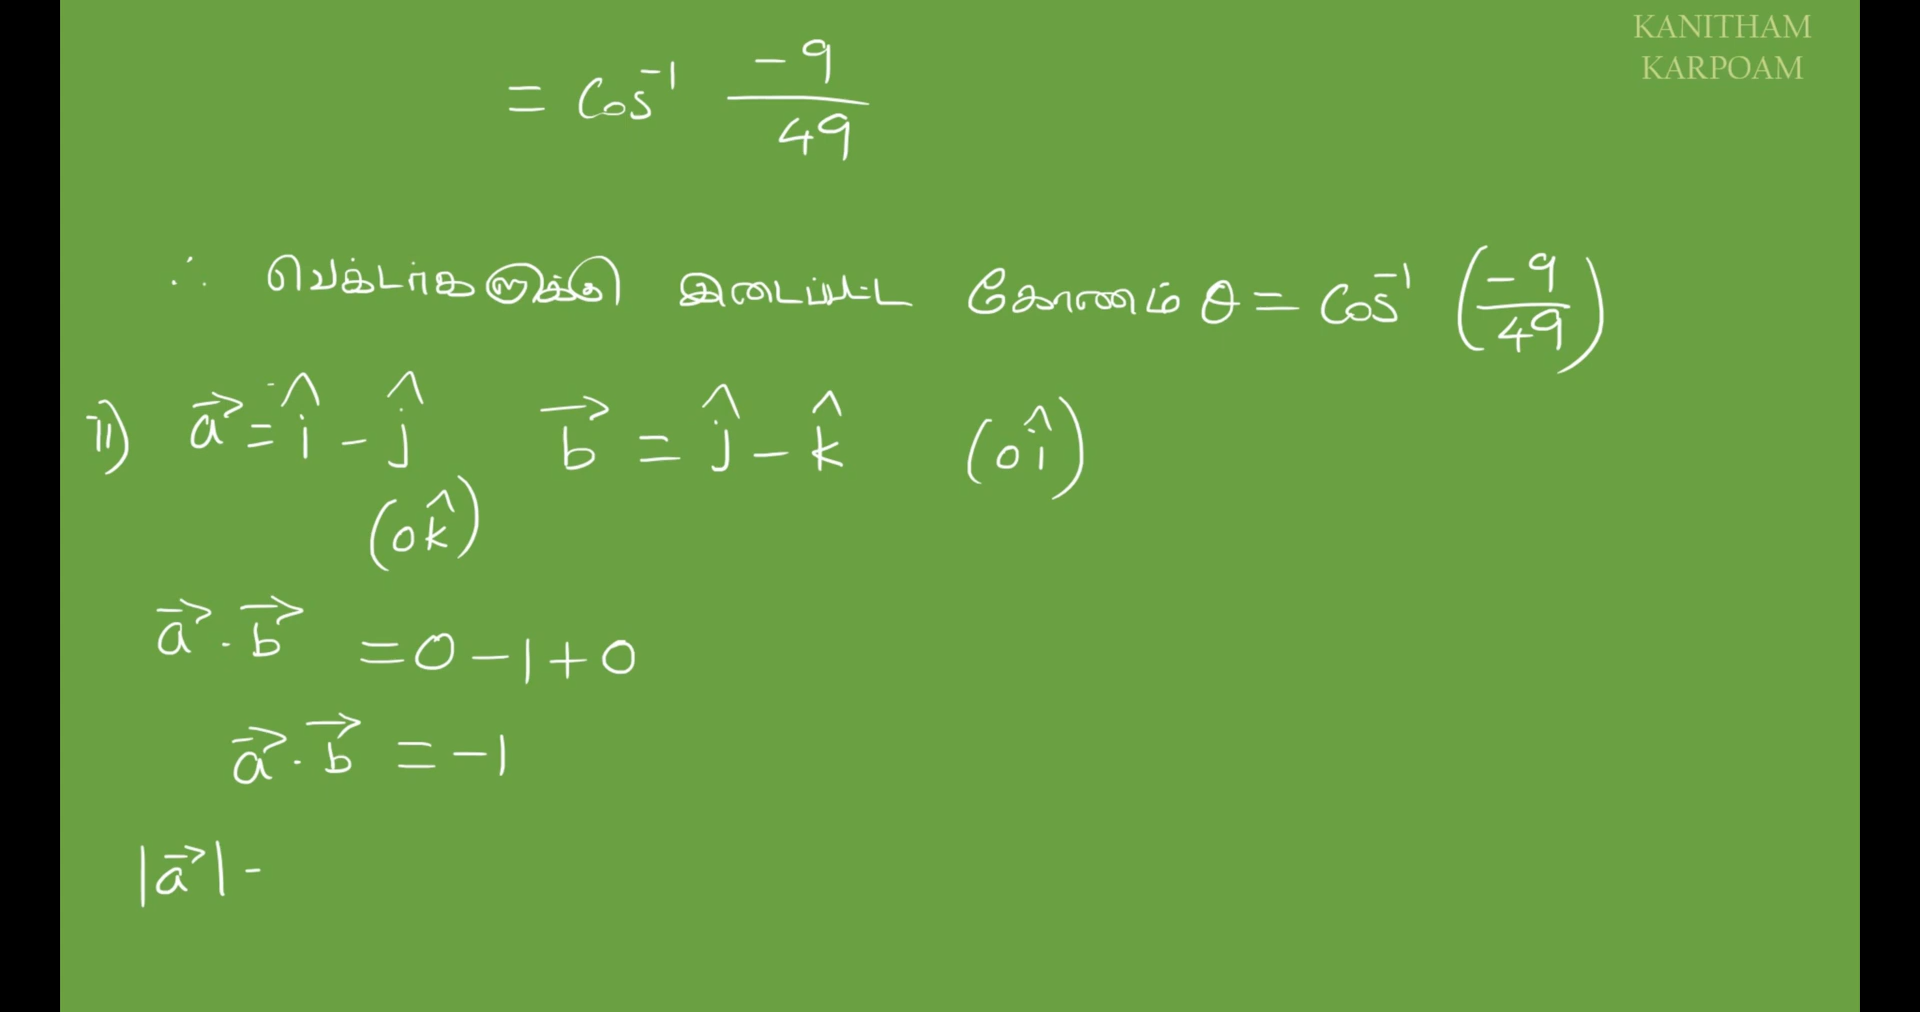 KANITHAM
KARPOAM
= Cos⁻¹ -9/49
∴ வெக்டர்களுக்கு இடைப்பட்ட கோணம் θ = Cos⁻¹ (-9/49)
ii) a⃗ = î - ĵ b⃗ = ĵ - k̂ (0î)
(0k̂)
a⃗ . b⃗ = 0 - 1 + 0
a⃗ . b⃗ = -1
|a⃗| -